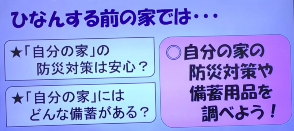 ひなんする前の家では・・・
★「自分の家」の
防災対策は安心？
★「自分の家」には
どんな備蓄がある？
○自分の家の
防災対策や
備蓄用品を
調べよう！